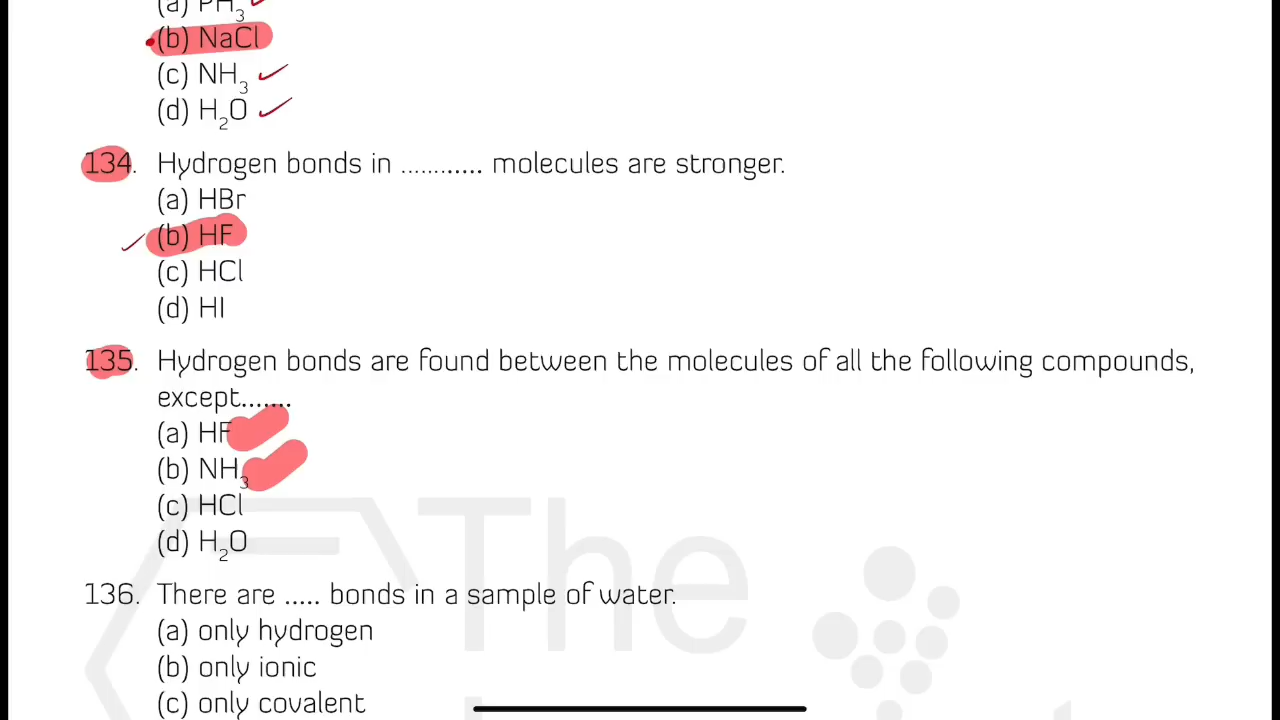 (a) PH3
(b) NaCl
(c) NH3
(d) H2O
134. Hydrogen bonds in ............ molecules are stronger.
(a) HBr
(b) HF
(c) HCl
(d) HI
135. Hydrogen bonds are found between the molecules of all the following compounds,
except.......
(a) HF
(b) NH3
(c) HCl
(d) H2O
The
136. There are ..... bonds in a sample of water.
(a) only hydrogen
(b) only ionic
(c) only covalent